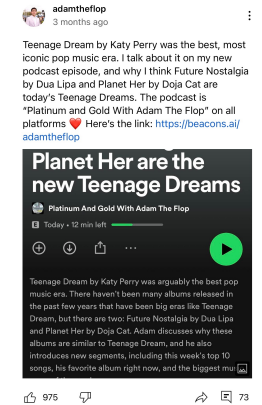 adamtheflop
3 months ago
Teenage Dream by Katy Perry was the best, most
iconic pop music era. I talk about it on my new
podcast episode, and why I think Future Nostalgia
by Dua Lipa and Planet Her by Doja Cat are
today's Teenage Dreams. The podcast is
"Platinum and Gold With Adam The Flop" on all
platforms ❤️ Here's the link: https://beacons.ai/
adamtheflop
Planet Her are the
new Teenage Dreams
Platinum And Gold With Adam The Flop
E Today • 12 min left
Teenage Dream by Katy Perry was arguably the best pop
music era. There haven't been many albums released in
the past few years that have been big eras like Teenage
Dream, but there are two: Future Nostalgia by Dua Lipa
and Planet Her by Doja Cat. Adam discusses why these
albums are similar to Teenage Dream, and he also
introduces new segments, including this week's top 10
songs, his favorite album right now, and the biggest
975
73